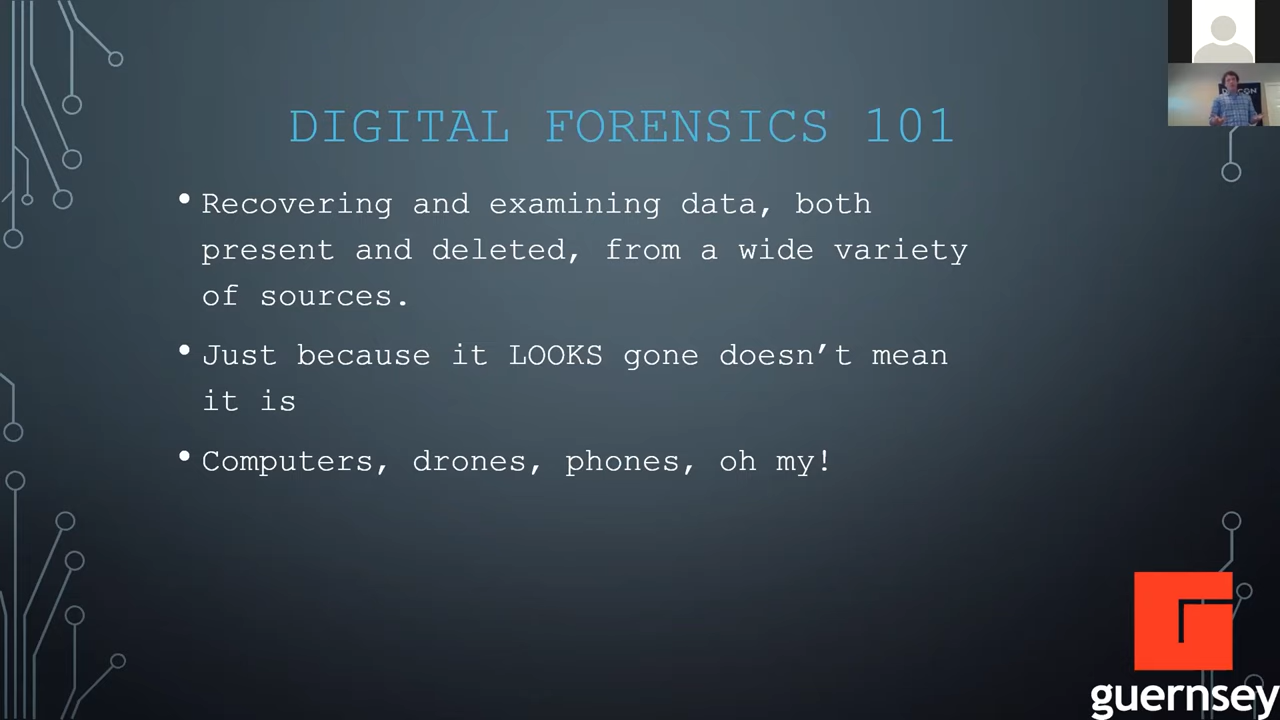 DIGITAL FORENSICS 101
• Recovering and examining data, both
present and deleted, from a wide variety
of sources.
• Just because it LOOKS gone doesn’t mean
it is
• Computers, drones, phones, oh my!
guernsey